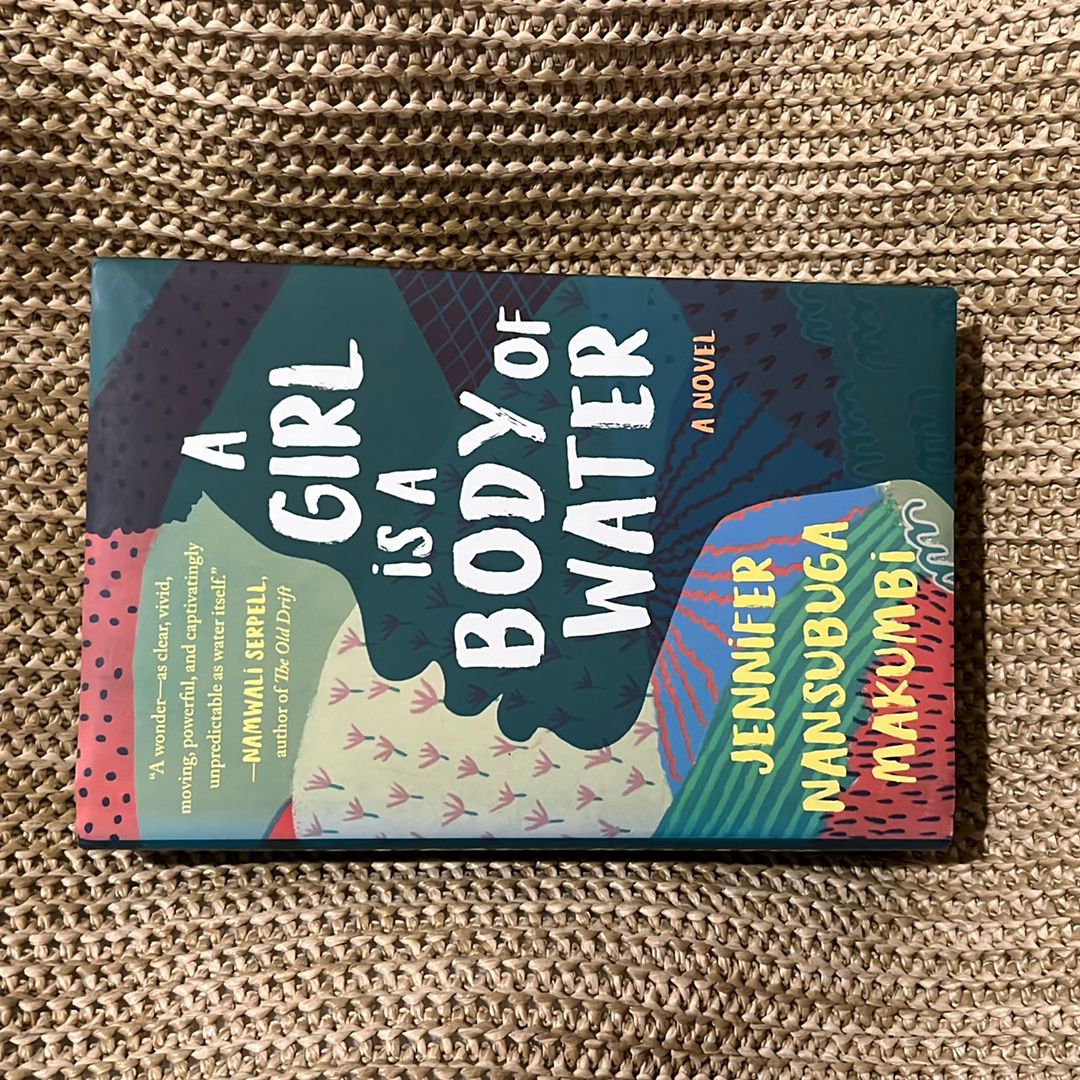 "A wonder—as clear, vivid,
moving, powerful, and captivatingly
unpredictable as water itself."
—NAMWALI SERPELL,
author of The Old Drift
A
GIRL
iS A
BODY OF
WATER
A NOVEL
JENNiFER
NANSUBUGA
MAKUMBi